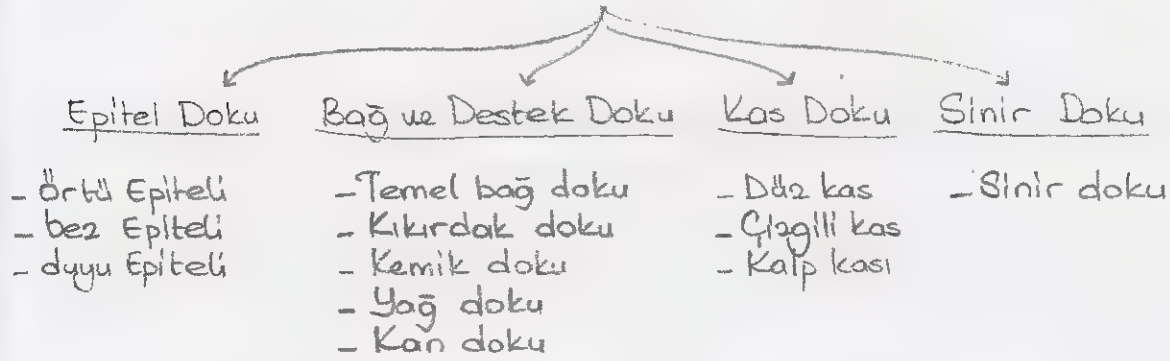 Epitel Doku
- Örtü Epiteli
- bez Epiteli
- duyu Epiteli
Bağ ve Destek Doku
- Temel bağ doku
- Kıkırdak doku
- Kemik doku
- Yağ doku
- Kan doku
Kas Doku
- Düz kas
- Çizgili kas
- Kalp kası
Sinir Doku
- Sinir doku